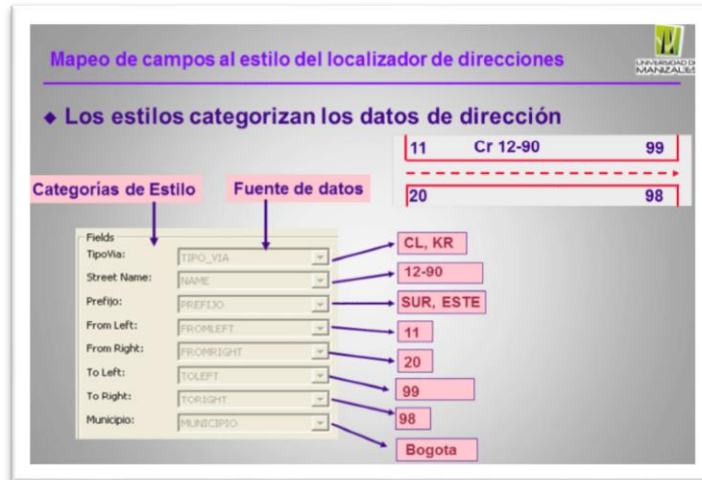 Mapeo de campos al estilo del localizador de direcciones
UNIVERSIDAD DE
MANIZALES
Los estilos categorizan los datos de dirección
11 Cr 12-90 99
20 98
Categorías de Estilo Fuente de datos
Fields
TipoVia: TIPO_VIA CL, KR
Street Name: NAME 12-90
Prefijo: PREFIJO SUR, ESTE
From Left: FROMLEFT 11
From Right: FROMRIGHT 20
To Left: TOLEFT 99
To Right: TORIGHT 98
Municipio: MUNICIPIO Bogota